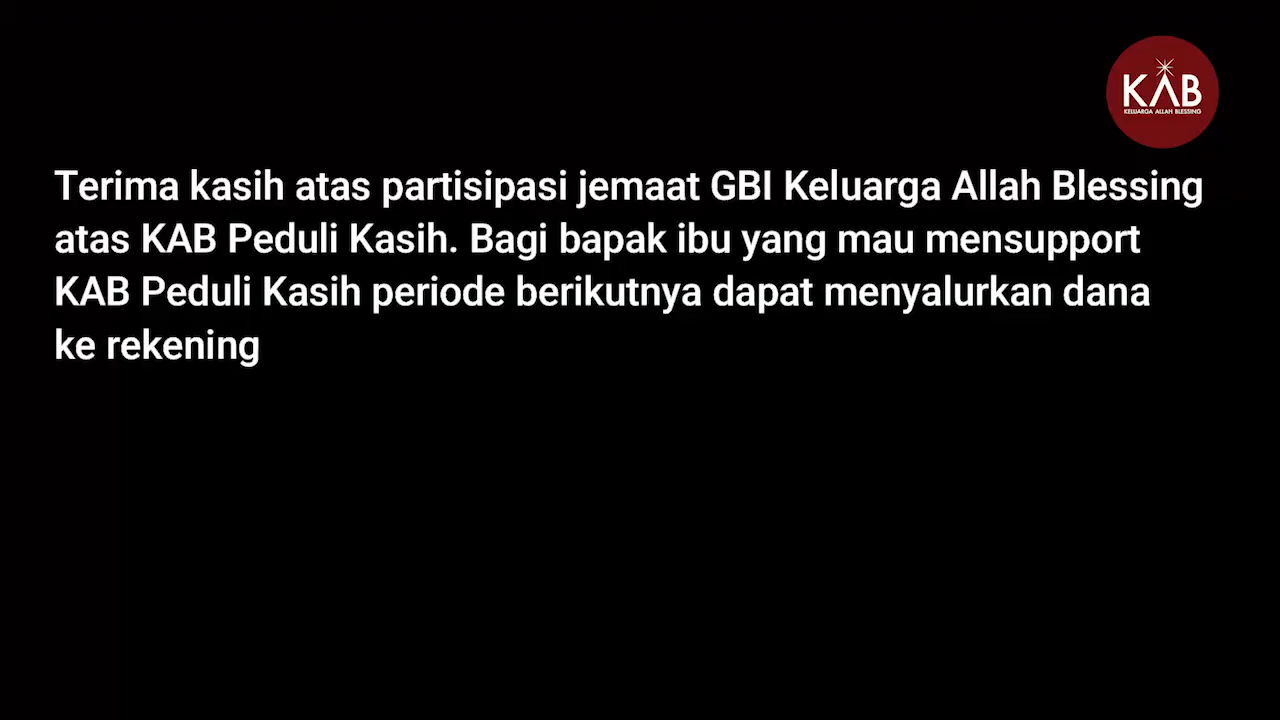 KAB
KELUARGA ALLAH BLESSING
Terima kasih atas partisipasi jemaat GBI Keluarga Allah Blessing
atas KAB Peduli Kasih. Bagi bapak ibu yang mau mensupport
KAB Peduli Kasih periode berikutnya dapat menyalurkan dana
ke rekening